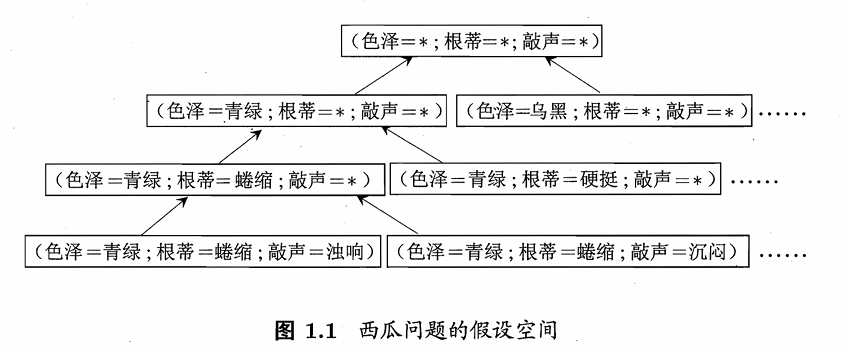 (色泽=*;根蒂=*;敲声=*)
(色泽=青绿;根蒂=*;敲声=*) (色泽=乌黑;根蒂=*;敲声=*) ……
(色泽=青绿;根蒂=蜷缩;敲声=*) (色泽=青绿;根蒂=硬挺;敲声=*) ……
(色泽=青绿;根蒂=蜷缩;敲声=浊响) (色泽=青绿;根蒂=蜷缩;敲声=沉闷) ……
图 1.1 西瓜问题的假设空间